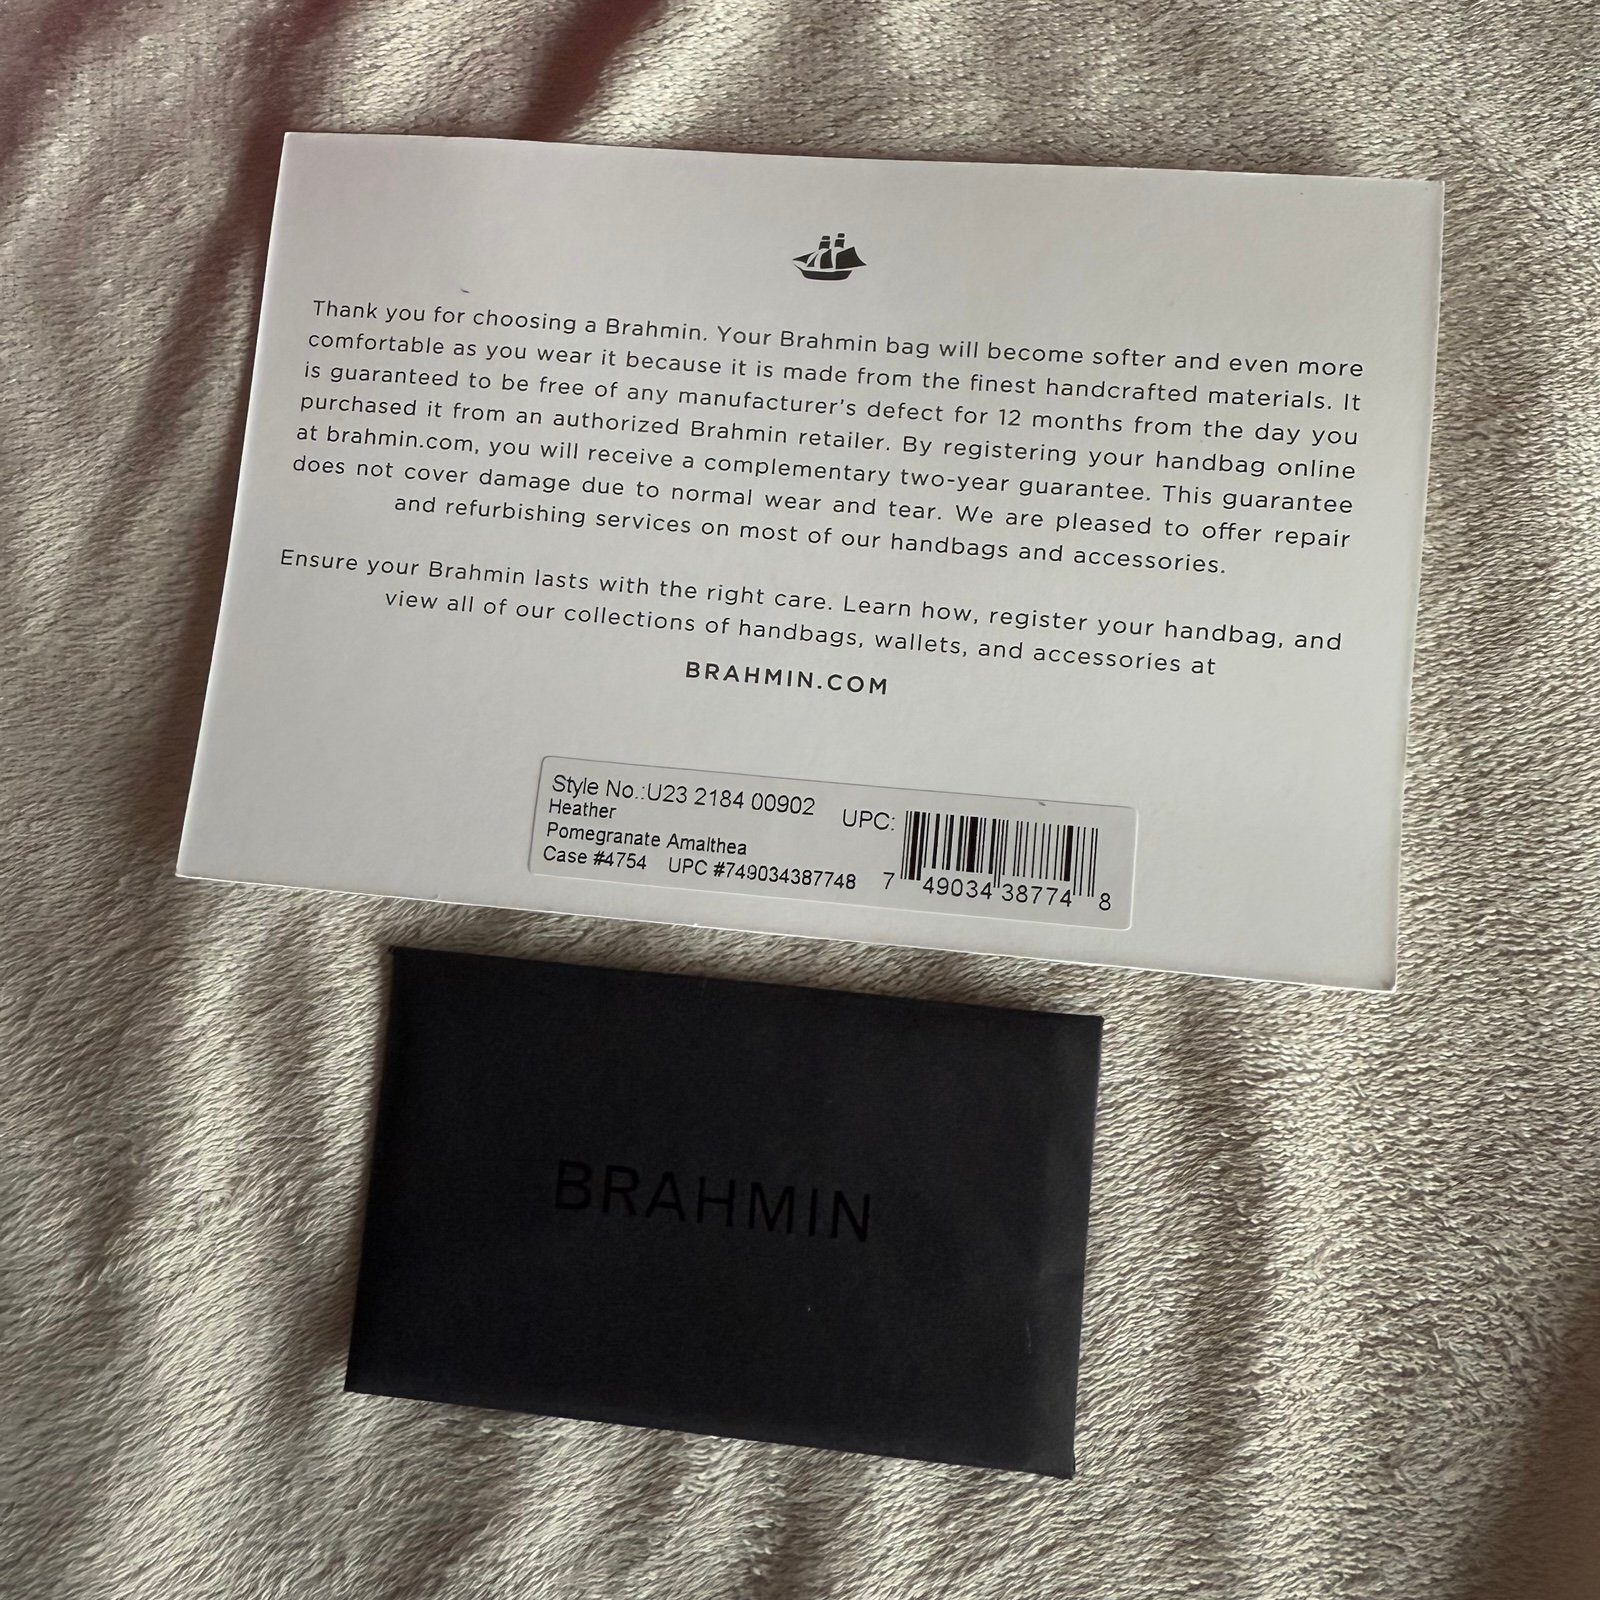 Thank you for choosing a Brahmin. Your Brahmin bag will become softer and even more
comfortable as you wear it because it is made from the finest handcrafted materials. It
is guaranteed to be free of any manufacturer's defect for 12 months from the day you
purchased it from an authorized Brahmin retailer. By registering your handbag online
at brahmin.com, you will receive a complementary two-year guarantee. This guarantee
does not cover damage due to normal wear and tear. We are pleased to offer repair
and refurbishing services on most of our handbags and accessories.
Ensure your Brahmin lasts with the right care. Learn how, register your handbag, and
view all of our collections of handbags, wallets, and accessories at
BRAHMIN.COM
Style No.:U23 2184 00902
Heather
Pomegranate Amalthea
Case #4754 UPC #749034387748
UPC:
7 49034 38774 8
BRAHMIN